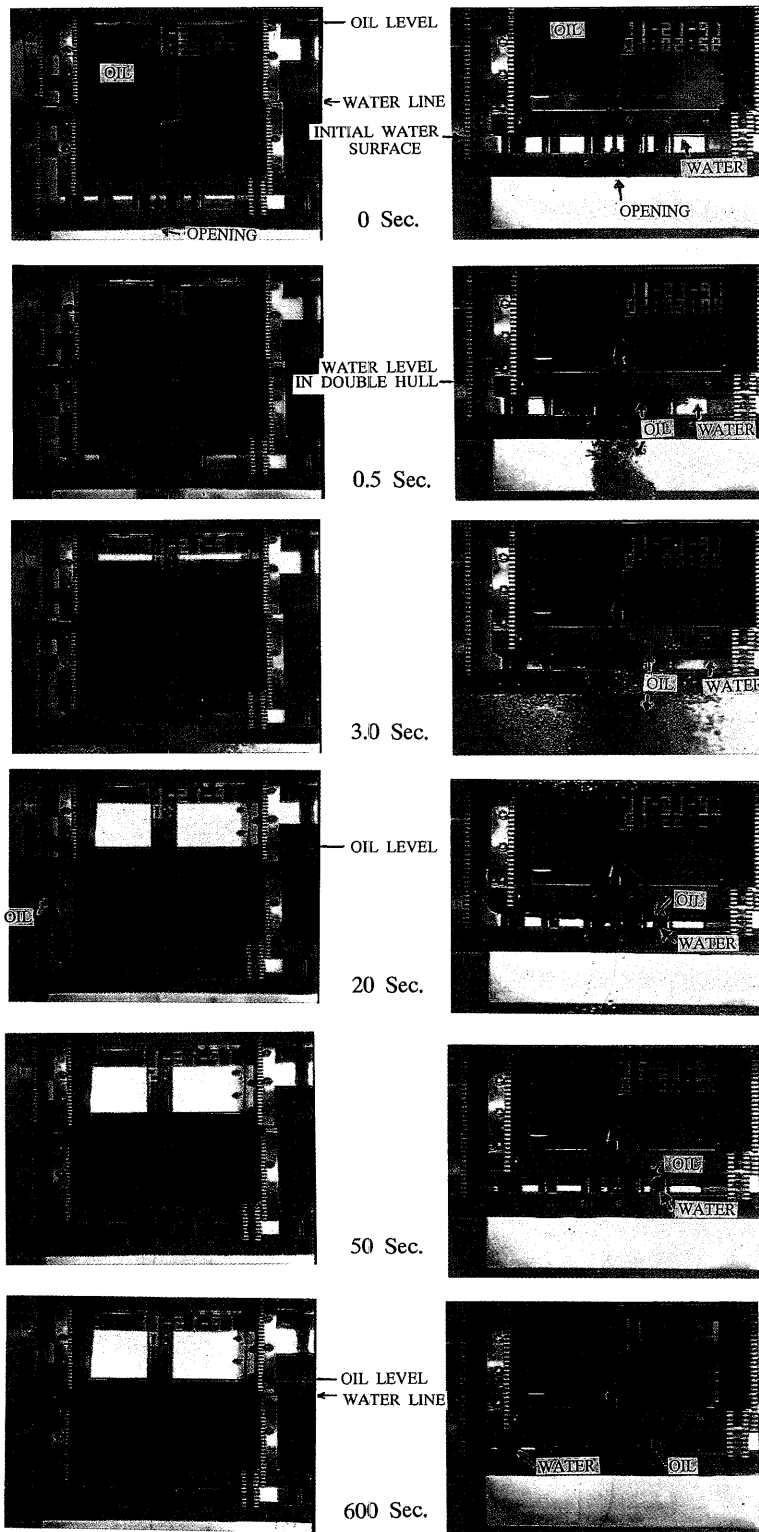 OIL LEVEL
OIL
WATER LINE
INITIAL WATER
SURFACE
OPENING
0 Sec.
OIL
WATER
OPENING
WATER LEVEL
IN DOUBLE HULL
0.5 Sec.
OIL
WATER
3.0 Sec.
OIL
WATER
OIL LEVEL
OIL
20 Sec.
OIL
WATER
50 Sec.
OIL
WATER
OIL LEVEL
WATER LINE
600 Sec.
WATER
OIL